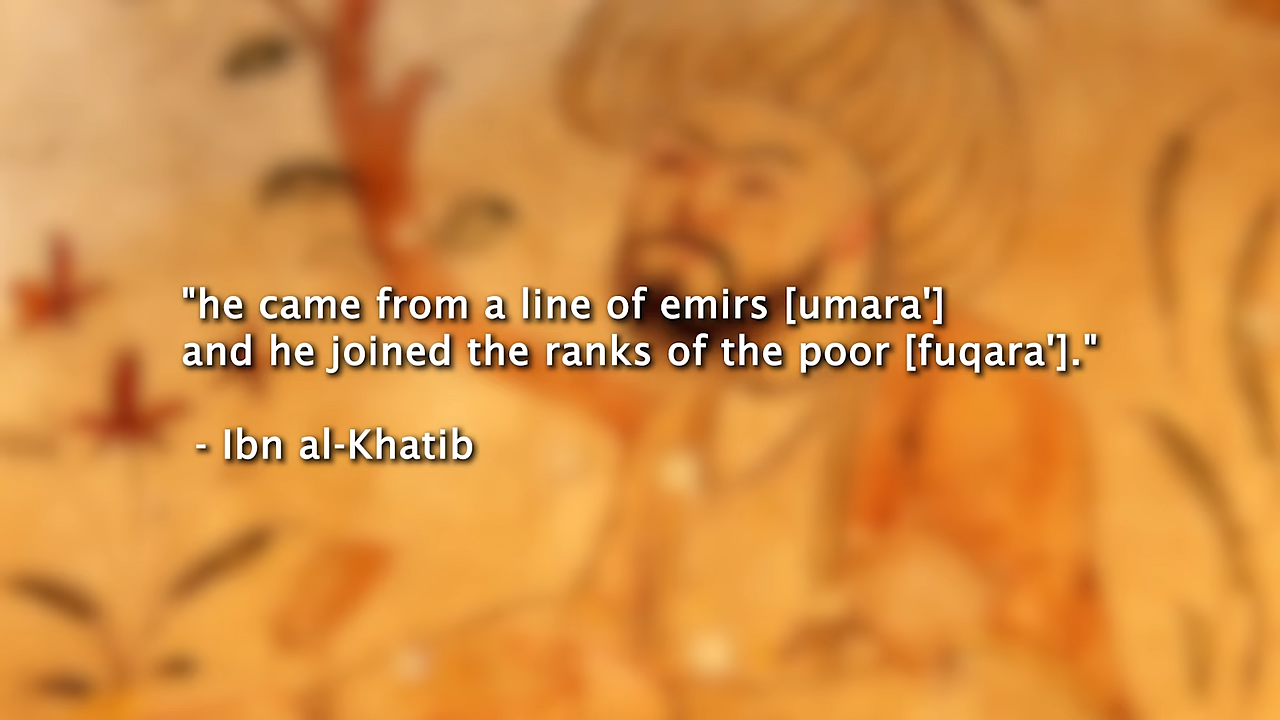 "he came from a line of emirs [umara']
and he joined the ranks of the poor [fuqara']."
- Ibn al-Khatib